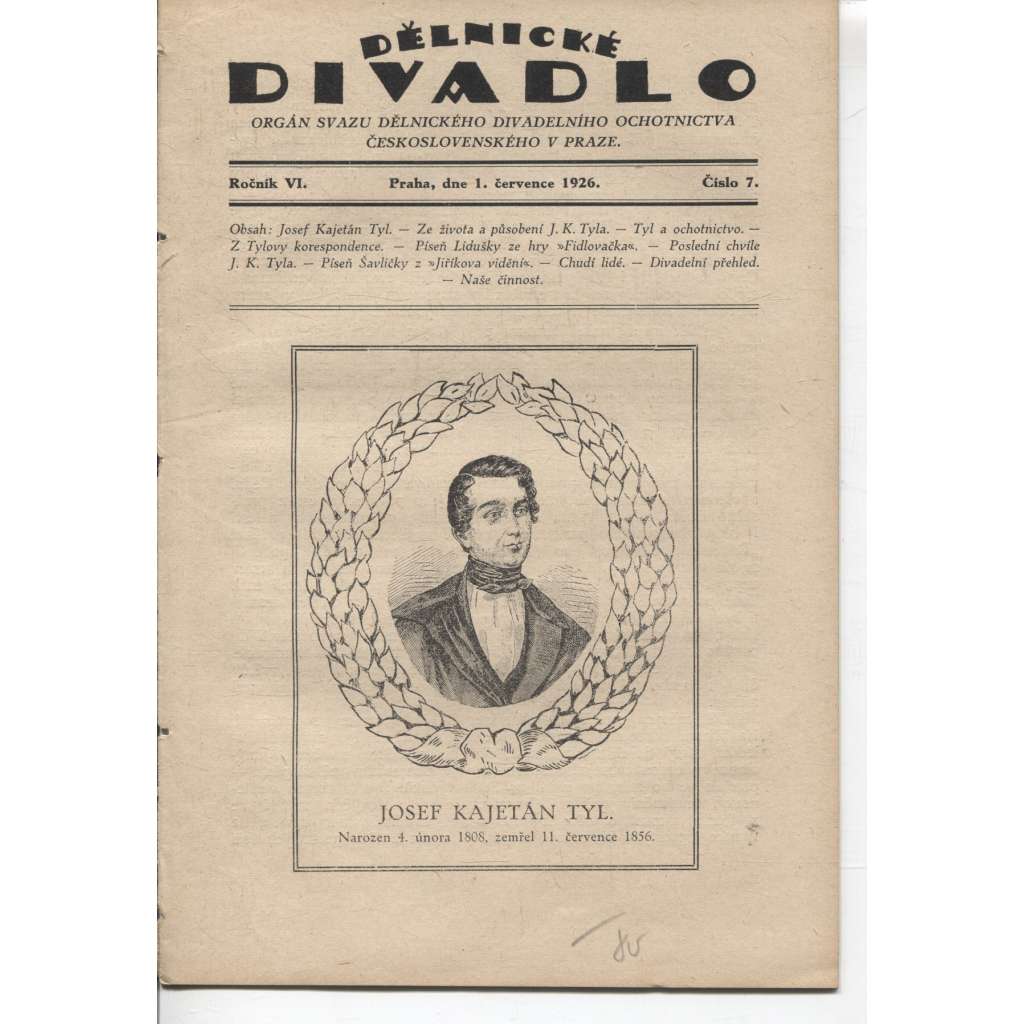 DĚLNICKÉ
DIVADLO
ORGÁN SVAZU DĚLNICKÉHO DIVADELNÍHO OCHOTNICTVA
ČESKOSLOVENSKÉHO V PRAZE.
Ročník VI. Praha, dne 1. července 1926. Číslo 7.
Obsah: Josef Kajetán Tyl. — Ze života a působení J. K. Tyla. — Tyl a ochotnictvo. —
Z Tylovy korespondence. — Píseň Lidušky ze hry »Fidlovačka«. — Poslední chvíle
J. K. Tyla. — Píseň Šavličky z »Jiříkova vidění«. — Chudí lidé. — Divadelní přehled.
— Naše činnost.
JOSEF KAJETÁN TYL.
Narozen 4. února 1808, zemřel 11. července 1856.